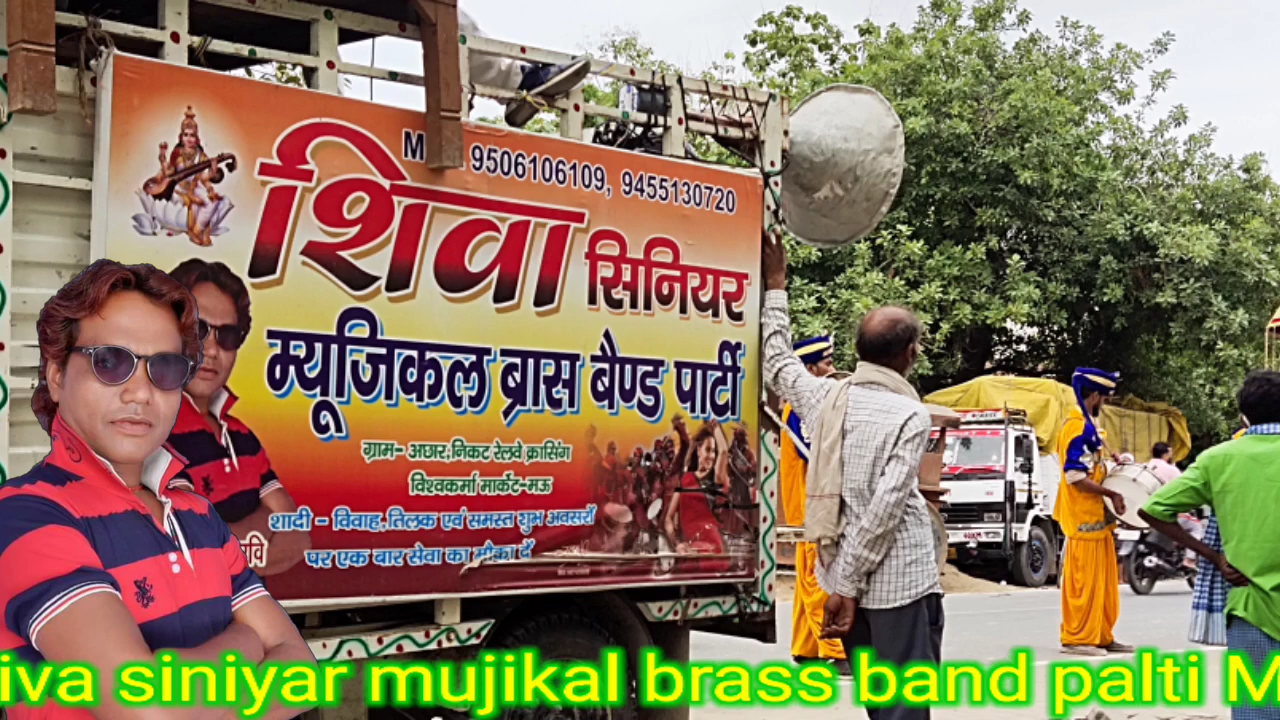 M 9506106109, 9455130720
शिवा सिनियर
म्यूजिकल ब्रास बैण्ड पार्टी
ग्राम- अछार,निकट रेलवे क्रासिंग
विश्वकर्मा मार्केट-मऊ
शादी - विवाह,तिलक एवं समस्त शुभ अवसरों
पर एक बार सेवा का मौका दें
रवि
iva siniyar mujikal brass band palti M